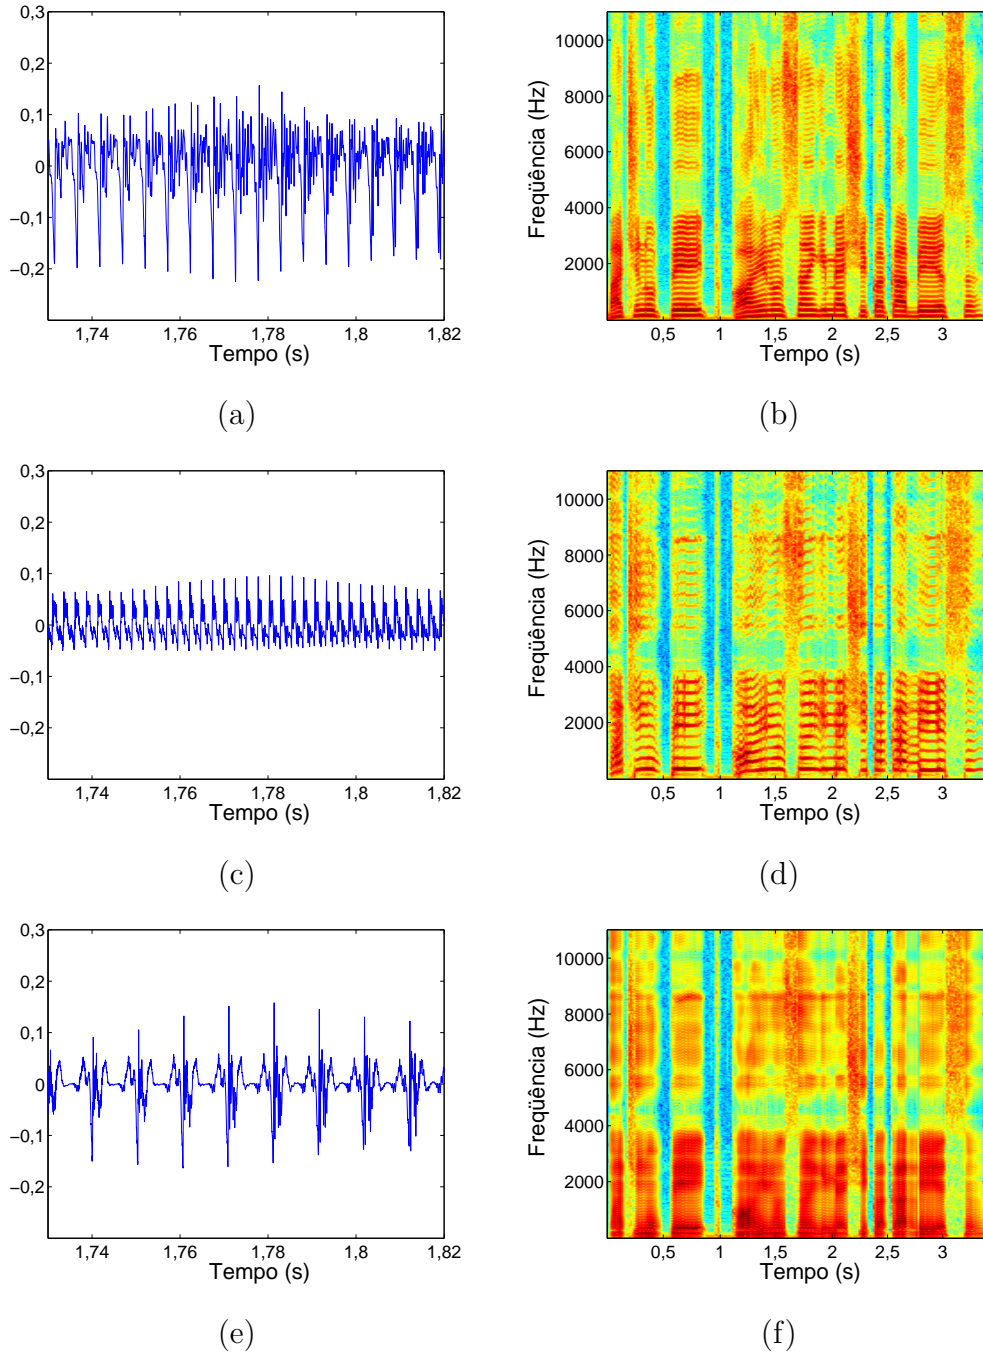 0,3
0,2
0,1
0
−0,1
−0,2
1,74 1,76 1,78 1,8 1,82
Tempo (s)
(a)
10000
8000
6000
4000
2000
Freqüência (Hz)
0,5 1 1,5 2 2,5 3
Tempo (s)
(b)
0,3
0,2
0,1
0
−0,1
−0,2
1,74 1,76 1,78 1,8 1,82
Tempo (s)
(c)
10000
8000
6000
4000
2000
Freqüência (Hz)
0,5 1 1,5 2 2,5 3
Tempo (s)
(d)
0,3
0,2
0,1
0
−0,1
−0,2
1,74 1,76 1,78 1,8 1,82
Tempo (s)
(e)
10000
8000
6000
4000
2000
Freqüência (Hz)
0,5 1 1,5 2 2,5 3
Tempo (s)
(f)